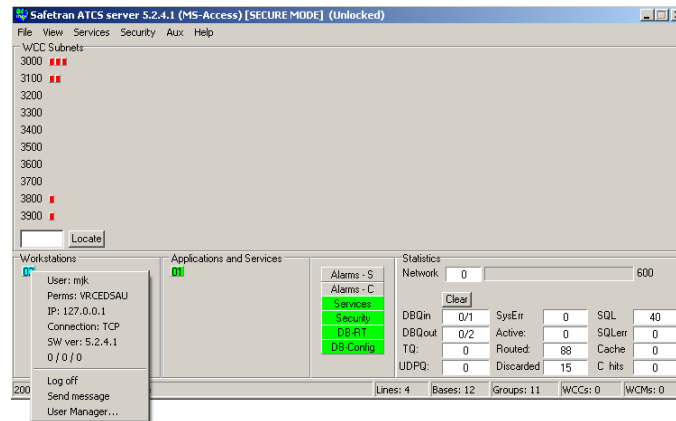 Safetran ATCS server 5.2.4.1 (MS-Access) [SECURE MODE] (Unlocked)
File View Services Security Aux Help
WCC Subnets
3000
3100
3200
3300
3400
3500
3600
3700
3800
3900
Locate
Workstations
Applications and Services
01
User: mjk
Perms: VRCEDSAU
IP: 127.0.0.1
Connection: TCP
SW ver: 5.2.4.1
0 / 0 / 0
Log off
Send message
User Manager...
Alarms - S
Alarms - C
Services
Security
DB-RT
DB-Config
Statistics
Network 0 600
Clear
DBQin 0/1 SysErr 0 SQL 40
DBQout 0/2 Active: 0 SQLerr 0
TQ: 0 Routed: 88 Cache 0
UDPQ: 0 Discarded 15 C hits 0
Lines: 4 Bases: 12 Groups: 11 WCCs: 0 WCMs: 0